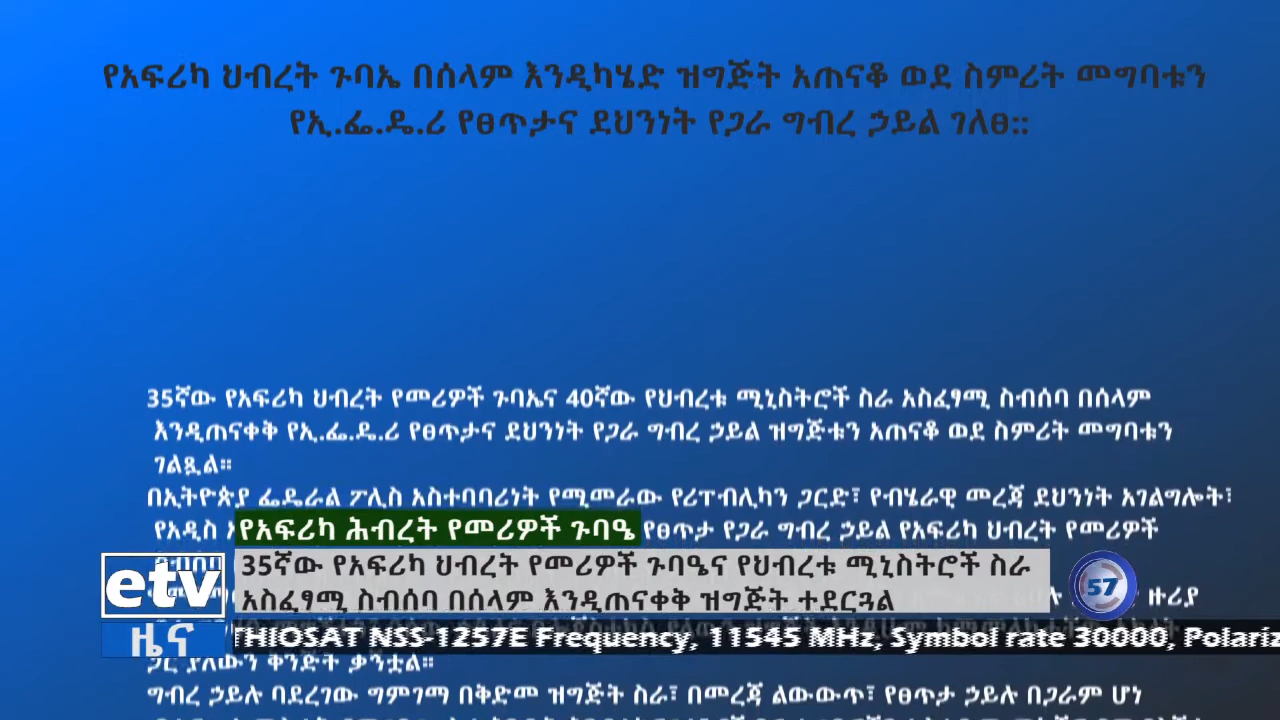 የአፍሪካ ህብረት ጉባኤ በሰላም እንዲካሄድ ዝግጅት አጠናቆ ወደ ስምሪት መግባቱን
የኢ.ፌ.ዴ.ሪ የፀጥታና ደህንነት የጋራ ግብረ ኃይል ገለፀ::
35ኛው የአፍሪካ ህብረት የመሪዎች ጉባኤና 40ኛው የህብረቱ ሚኒስትሮች ስራ አስፈፃሚ ስብሰባ በሰላም
እንዲጠናቀቅ የኢ.ፌ.ዴ.ሪ የፀጥታና ደህንነት የጋራ ግብረ ኃይል ዝግጅቱን አጠናቆ ወደ ስምሪት መግባቱን
ገልጿል።
በኢትዮጵያ ፌዴራል ፖሊስ አስተባባሪነት የሚመራው የሪፐብሊካን ጋርድ፣ የብሄራዊ መረጃ ደህንነት አገልግሎት፣
የአዲስ
የአፍሪካ ሕብረት የመሪዎች ጉባዔ
የፀጥታ የጋራ ግብረ ኃይል የአፍሪካ ህብረት የመሪዎች
etv
35ኛው የአፍሪካ ህብረት የመሪዎች ጉባዔና የህብረቱ ሚኒስትሮች ስራ
አስፈፃሚ ስብሰባ በሰላም እንዲጠናቀቅ ዝግጅት ተደርጓል
57
ዙሪያ
ዜና
THIOSAT NSS-1257E Frequency, 11545 MHz, Symbol rate 30000, Polariz
ጋር ያለውን ቅንድት ቃኝቷል።
ግብረ ኃይሉ ባደረገው ግምገማ በቅድመ ዝግጅት ስራ፣ በመረጃ ልውውጥ፣ የፀጥታ ኃይሉ በጋራም ሆነ